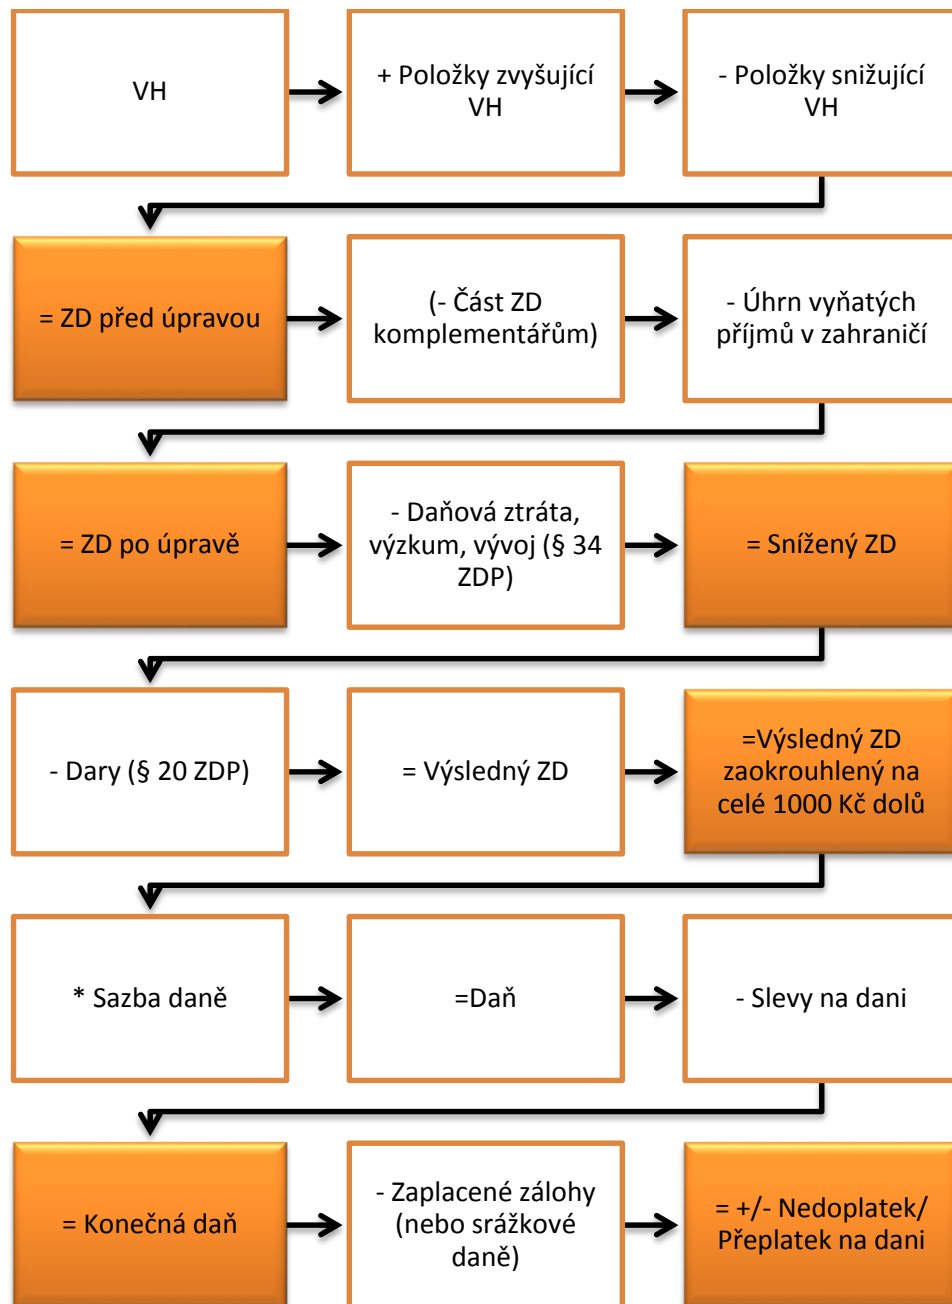 VH
+ Položky zvyšující
VH
- Položky snižující
VH
= ZD před úpravou
(- Část ZD
komplementářům)
- Úhrn vyňatých
příjmů v zahraničí
= ZD po úpravě
- Daňová ztráta,
výzkum, vývoj (§ 34
ZDP)
= Snížený ZD
- Dary (§ 20 ZDP)
= Výsledný ZD
=Výsledný ZD
zaokrouhlený na
celé 1000 Kč dolů
* Sazba daně
=Daň
- Slevy na dani
= Konečná daň
- Zaplacené zálohy
(nebo srážkové
daně)
= +/- Nedoplatek/
Přeplatek na dani